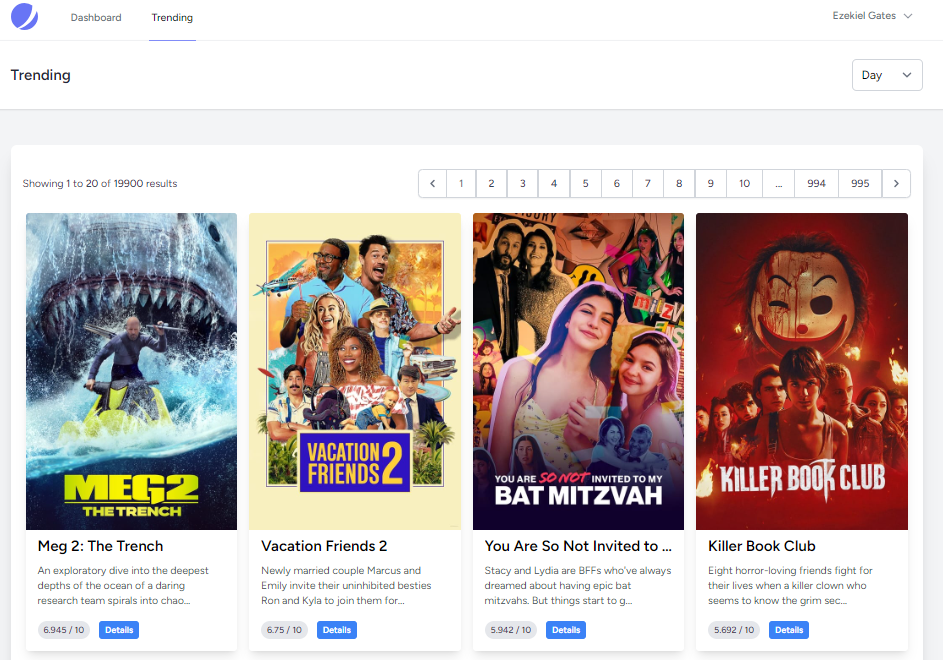 Dashboard Trending Ezekiel Gates
Trending Day
Showing 1 to 20 of 19900 results 1 2 3 4 5 6 7 8 9 10 ... 994 995
MEG2
THE TRENCH
VACATION
FRIENDS 2
YOU ARE SO NOT INVITED TO MY
BAT MITZVAH
KILLER BOOK CLUB
Meg 2: The Trench
An exploratory dive into the deepest
depths of the ocean of a daring
research team spirals into chao...
6.945 / 10 Details
Vacation Friends 2
Newly married couple Marcus and
Emily invite their uninhibited besties
Ron and Kyla to join them for...
6.75 / 10 Details
You Are So Not Invited to ...
Stacy and Lydia are BFFs who've always
dreamed about having epic bat
mitzvahs. But things start to g...
5.942 / 10 Details
Killer Book Club
Eight horror-loving friends fight for
their lives when a killer clown who
seems to know the grim sec...
5.692 / 10 Details